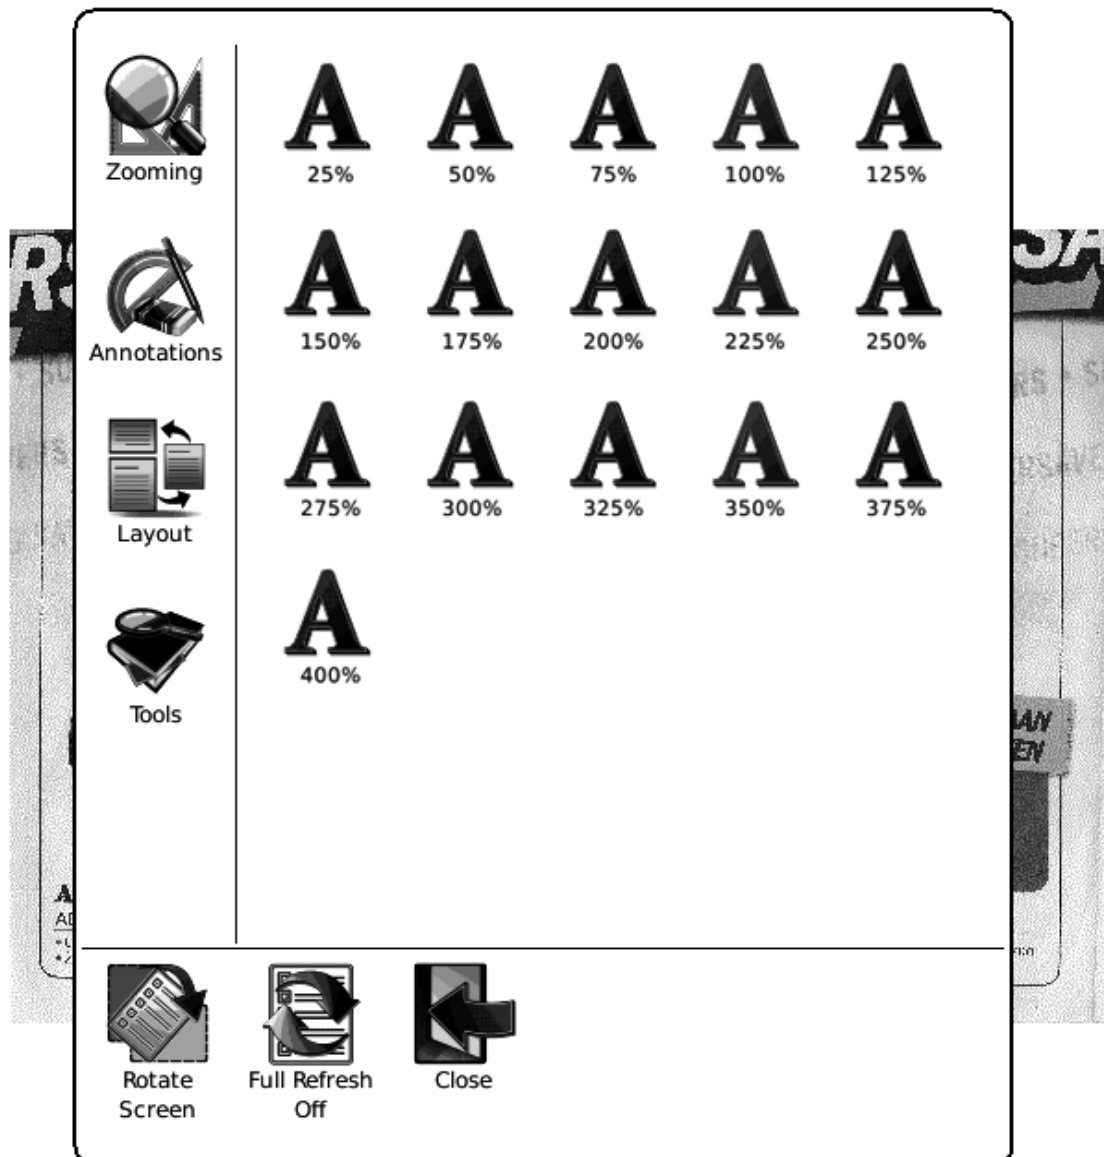 Zooming
25% 50% 75% 100% 125%
Annotations
150% 175% 200% 225% 250%
Layout
275% 300% 325% 350% 375%
Tools
400%
Rotate
Screen
Full Refresh
Off
Close